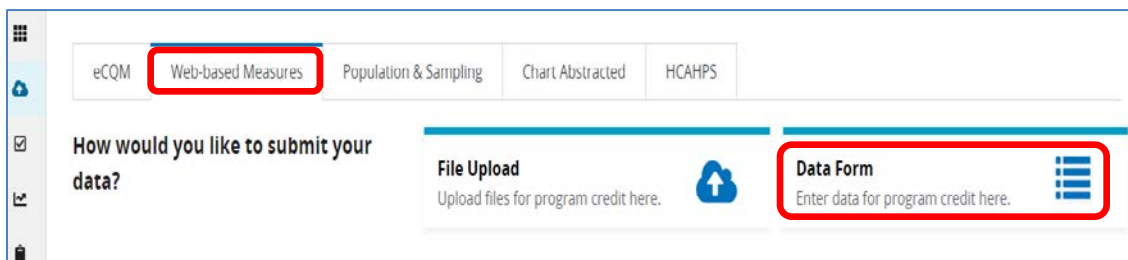 eCQM Web-based Measures Population & Sampling Chart Abstracted HCAHPS
How would you like to submit your
data?
File Upload
Upload files for program credit here.
Data Form
Enter data for program credit here.